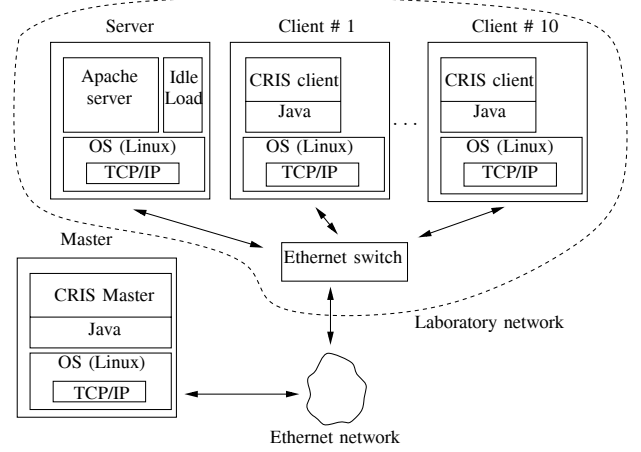 Server
Client # 1
Client # 10
Apache
server
Idle
Load
OS (Linux)
TCP/IP
CRIS client
Java
OS (Linux)
TCP/IP
. . .
CRIS client
Java
OS (Linux)
TCP/IP
Ethernet switch
Master
CRIS Master
Java
OS (Linux)
TCP/IP
Laboratory network
Ethernet network